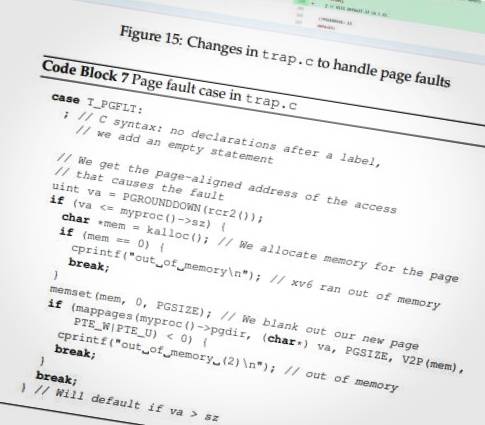 Figure 15: Changes in trap.c to handle page faults
Code Block 7 Page fault case in trap.c
case T_PGFLT:
; // C syntax: no declarations after a label,
// we add an empty statement
// We get the page-aligned address of the access
// that causes the fault
uint va = PGROUNDDOWN(rcr2());
if (va <= myproc()->sz) {
char *mem = kalloc(); // We allocate memory for the page
if (mem == 0) {
cprintf("out␣of␣memory\n"); // xv6 ran out of memory
break;
}
memset(mem, 0, PGSIZE); // We blank out our new page
if (mappages(myproc()->pgdir, (char*) va, PGSIZE, V2P(mem),
PTE_W|PTE_U) < 0) {
cprintf("out␣of␣memory␣(2)\n"); // out of memory
break;
}
break;
} // Will default if va > sz